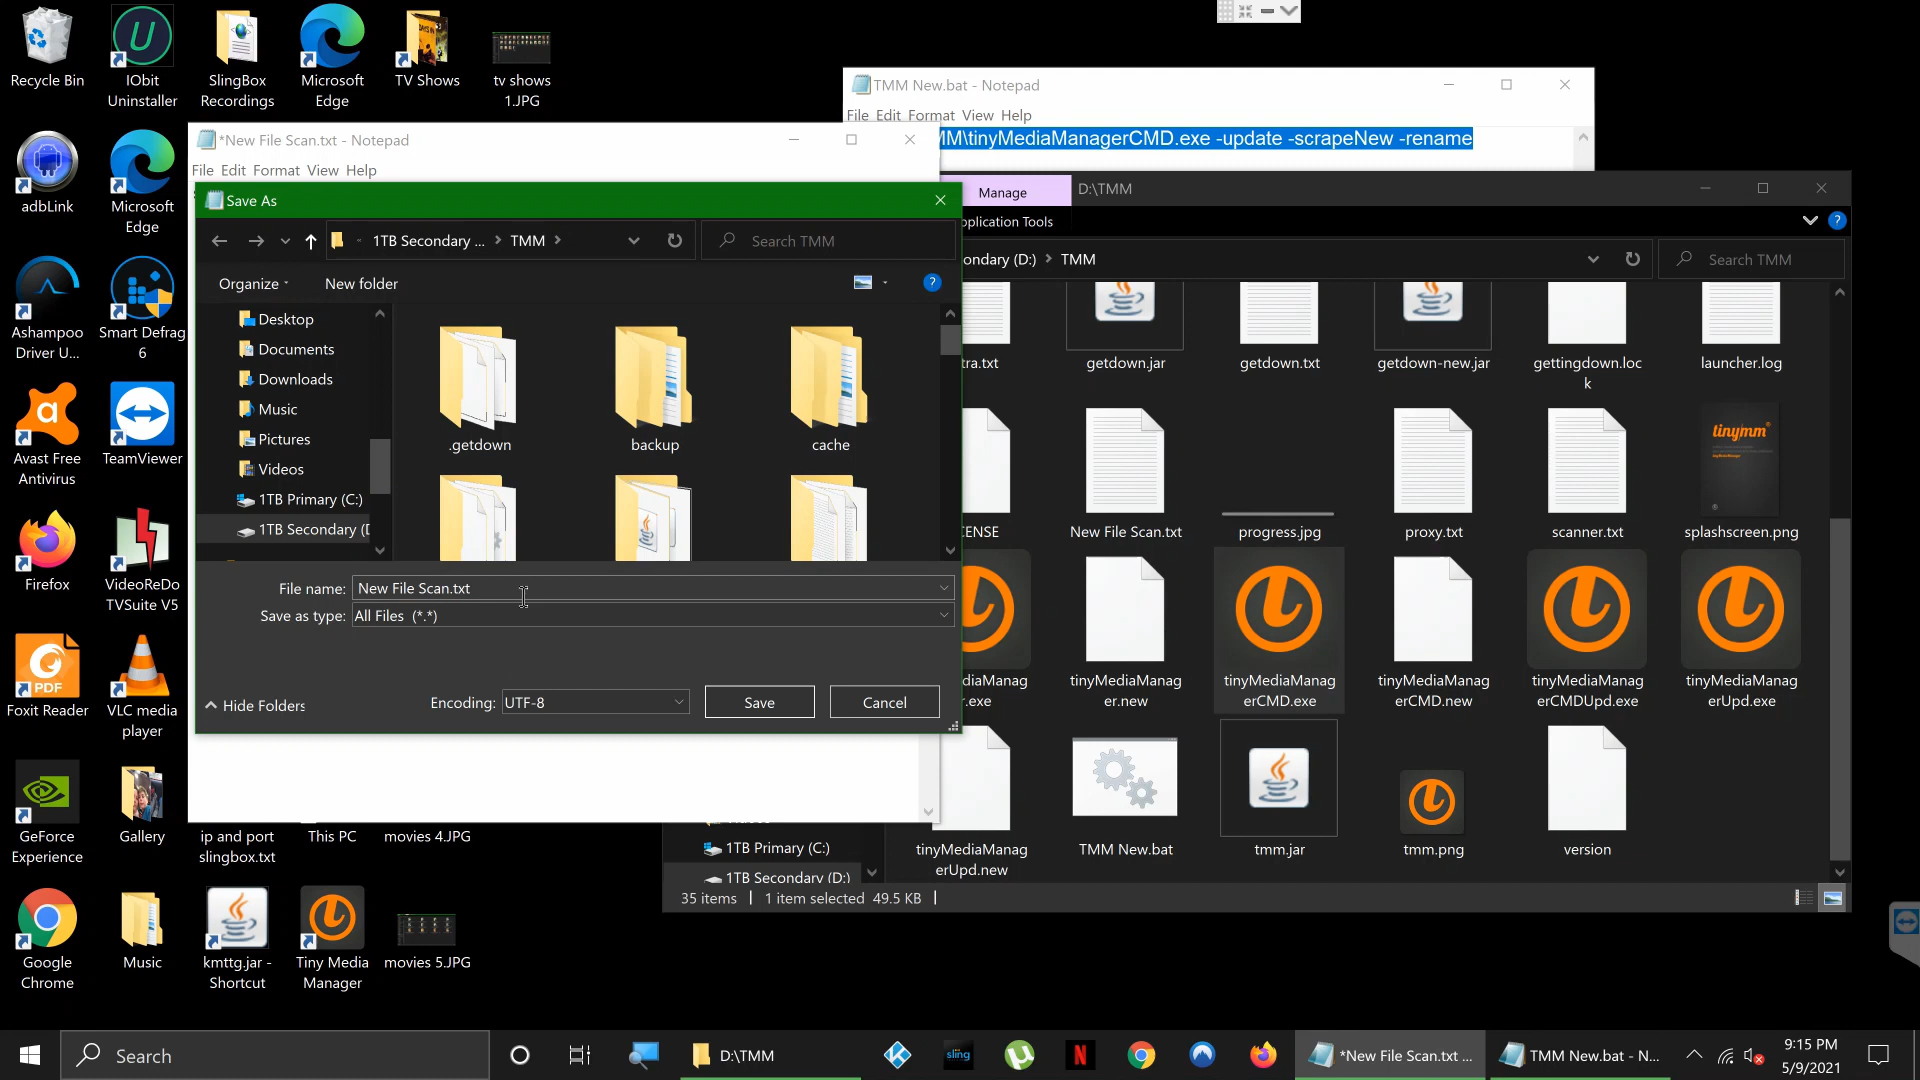 Recycle Bin
IObit
Uninstaller
SlingBox
Recordings
Microsoft
Edge
TV Shows
tv shows
1.JPG
adbLink
Microsoft
Edge
Ashampoo
Driver U...
Smart Defrag
6
Avast Free
Antivirus
TeamViewer
Firefox
VideoReDo
TVSuite V5
PDF
Foxit Reader
VLC media
player
GeForce
Experience
Gallery
ip and port
slingbox.txt
This PC
movies 4.JPG
Google
Chrome
Music
kmttg.jar -
Shortcut
Tiny Media
Manager
movies 5.JPG
TMM New.bat - Notepad
File Edit Format View Help
MM\tinyMediaManagerCMD.exe -update -scrapeNew -rename
*New File Scan.txt - Notepad
File Edit Format View Help
Save As
1TB Secondary ... > TMM >
Search TMM
Organize
New folder
Desktop
Documents
Downloads
Music
Pictures
Videos
1TB Primary (C:)
1TB Secondary (D
.getdown
backup
cache
File name: New File Scan.txt
Save as type: All Files (*.*)
Hide Folders
Encoding: UTF-8
Save
Cancel
Manage
D:\TMM
pplication Tools
ondary (D:) > TMM
Search TMM
tra.txt
getdown.jar
getdown.txt
getdown-new.jar
gettingdown.loc
k
launcher.log
ENSE
New File Scan.txt
progress.jpg
proxy.txt
scanner.txt
tinymm
splashscreen.png
diaManag
r.exe
tinyMediaManag
er.new
tinyMediaManag
erCMD.exe
tinyMediaManag
erCMD.new
tinyMediaManag
erCMDUpd.exe
tinyMediaManag
erUpd.exe
tinyMediaManag
erUpd.new
TMM New.bat
tmm.jar
tmm.png
version
1TB Primary (C:)
1TB Secondary (D:)
35 items
1 item selected 49.5 KB
Search
D:\TMM
sling
N
*New File Scan.txt ...
TMM New.bat - N...
9:15 PM
5/9/2021